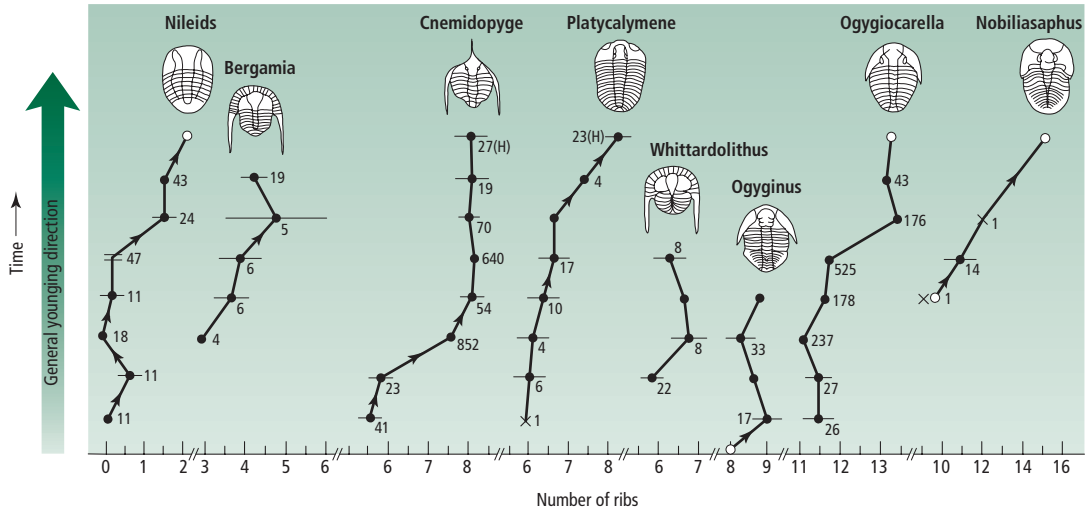 Nileids
Cnemidopyge
Platycalymene
Ogygiocarella
Nobiliasaphus
Bergamia
Whittardolithus
Ogyginus
Time
General younging direction
27(H)
23(H)
43
19
19
4
43
24
5
70
8
176
1
47
6
640
17
525
14
11
6
54
10
178
1
18
4
852
4
8
33
237
11
23
6
22
27
11
41
1
17
26
0 1 2 3 4 5 6 6 7 8 6 7 8 6 7 8 9 11 12 13 10 12 14 16
Number of ribs